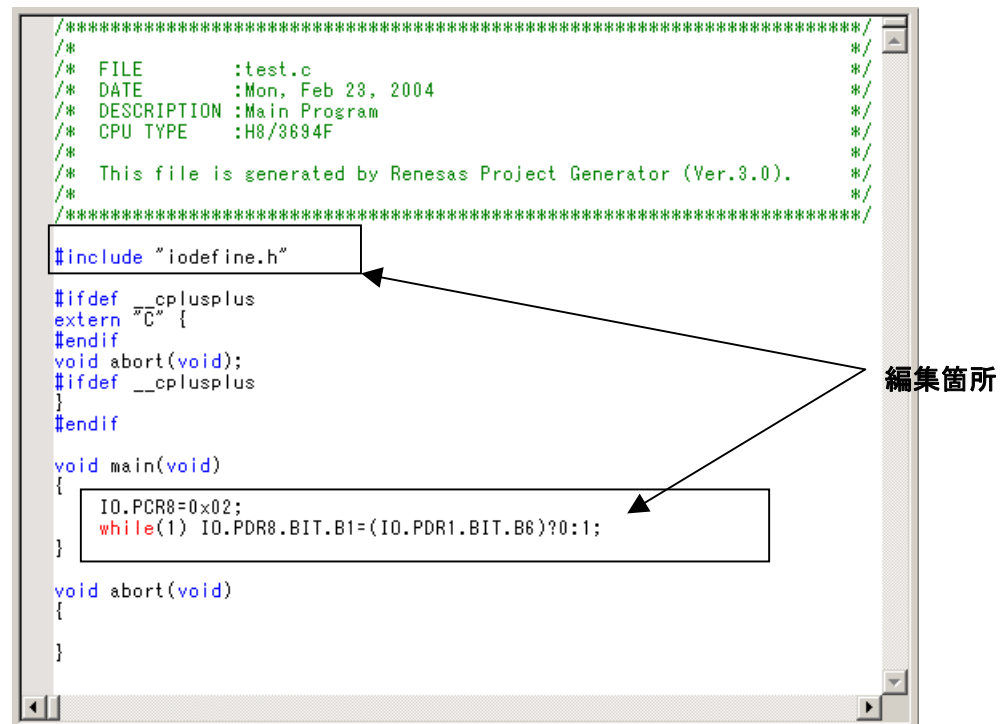 /***********************************************************************/
/*                                                                     */
/*  FILE        :test.c                                                */
/*  DATE        :Mon, Feb 23, 2004                                     */
/*  DESCRIPTION :Main Program                                          */
/*  CPU TYPE    :H8/3694F                                              */
/*                                                                     */
/*  This file is generated by Renesas Project Generator (Ver.3.0).     */
/*                                                                     */
/***********************************************************************/
#include "iodefine.h"
#ifdef __cplusplus
extern "C" {
#endif
void abort(void);
#ifdef __cplusplus
}
#endif
編集箇所
void main(void)
{
    IO.PCR8=0x02;
    while(1) IO.PDR8.BIT.B1=(IO.PDR1.BIT.B6)?0:1;
}
void abort(void)
{
}